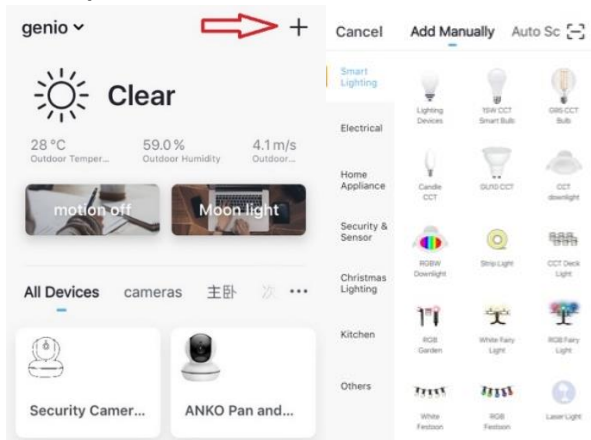 genio
Clear
28 °C
Outdoor Temper...
59.0 %
Outdoor Humidity
4.1 m/s
Outdoor...
motion off
Moon light
All Devices
cameras
主卧
...
Security Camer...
ANKO Pan and...
Cancel
Add Manually
Auto Sc
Smart
Lighting
Electrical
Home
Appliance
Security &
Sensor
Christmas
Lighting
Kitchen
Others
Lighting
Devices
15W CCT
Smart Bulb
G95 CCT
Bulb
Candle
CCT
GU10 CCT
CCT
downlight
RGBW
Downlight
Strip Light
CCT Deck
Light
RGB
Garden
White Fairy
Light
RGB Fairy
Light
White
Festoon
RGB
Festoon
Laser Light